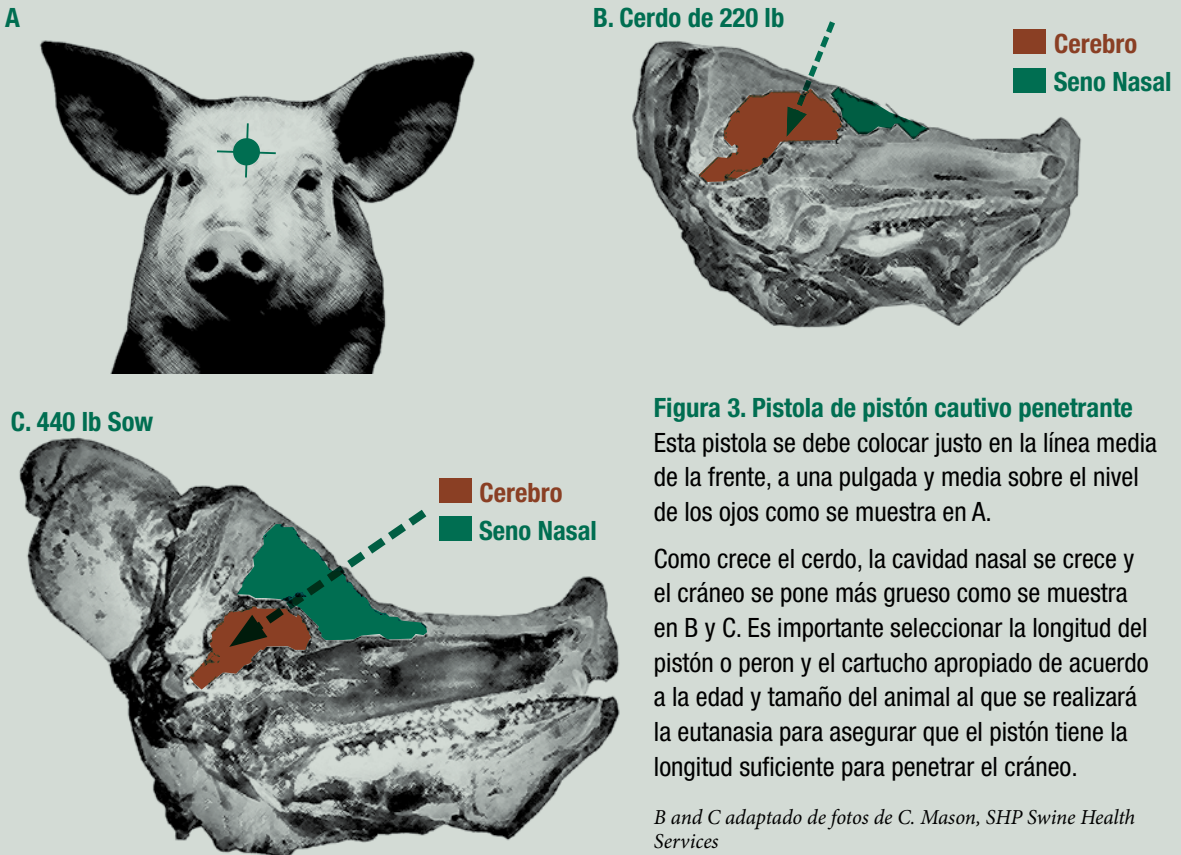 A
B. Cerdo de 220 lb
Cerebro
Seno Nasal
C. 440 lb Sow
Cerebro
Seno Nasal
Figura 3. Pistola de pistón cautivo penetrante
Esta pistola se debe colocar justo en la línea media
de la frente, a una pulgada y media sobre el nivel
de los ojos como se muestra en A.
Como crece el cerdo, la cavidad nasal se crece y
el cráneo se pone más grueso como se muestra
en B y C. Es importante seleccionar la longitud del
pistón o peron y el cartucho apropiado de acuerdo
a la edad y tamaño del animal al que se realizará
la eutanasia para asegurar que el pistón tiene la
longitud suficiente para penetrar el cráneo.
B and C adaptado de fotos de C. Mason, SHP Swine Health
Services